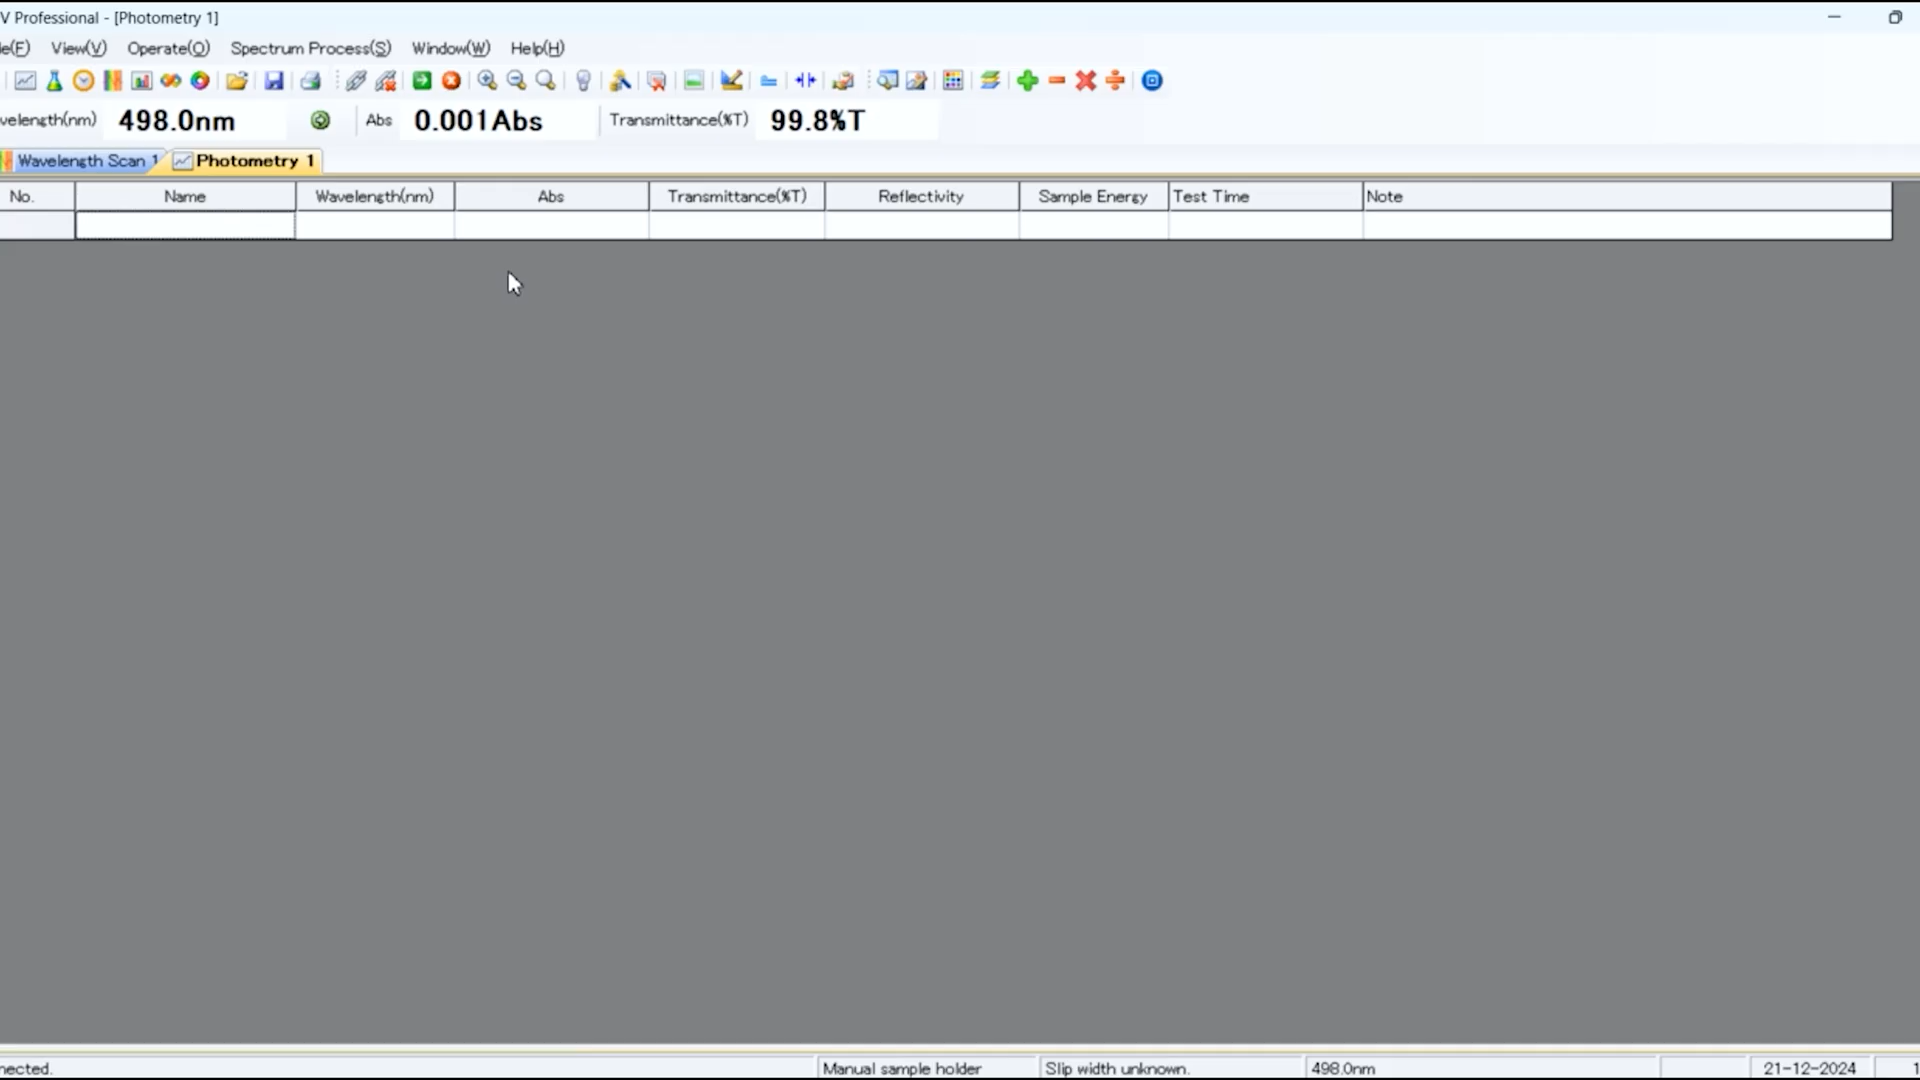 V Professional - [Photometry 1]
le(F) View(V) Operate(O) Spectrum Process(S) Window(W) Help(H)
velength(nm) 498.0nm Abs 0.001Abs Transmittance(%T) 99.8%T
Wavelength Scan 1 Photometry 1
No. Name Wavelength(nm) Abs Transmittance(%T) Reflectivity Sample Energy Test Time Note
nected. Manual sample holder Slip width unknown. 498.0nm 21-12-2024 1